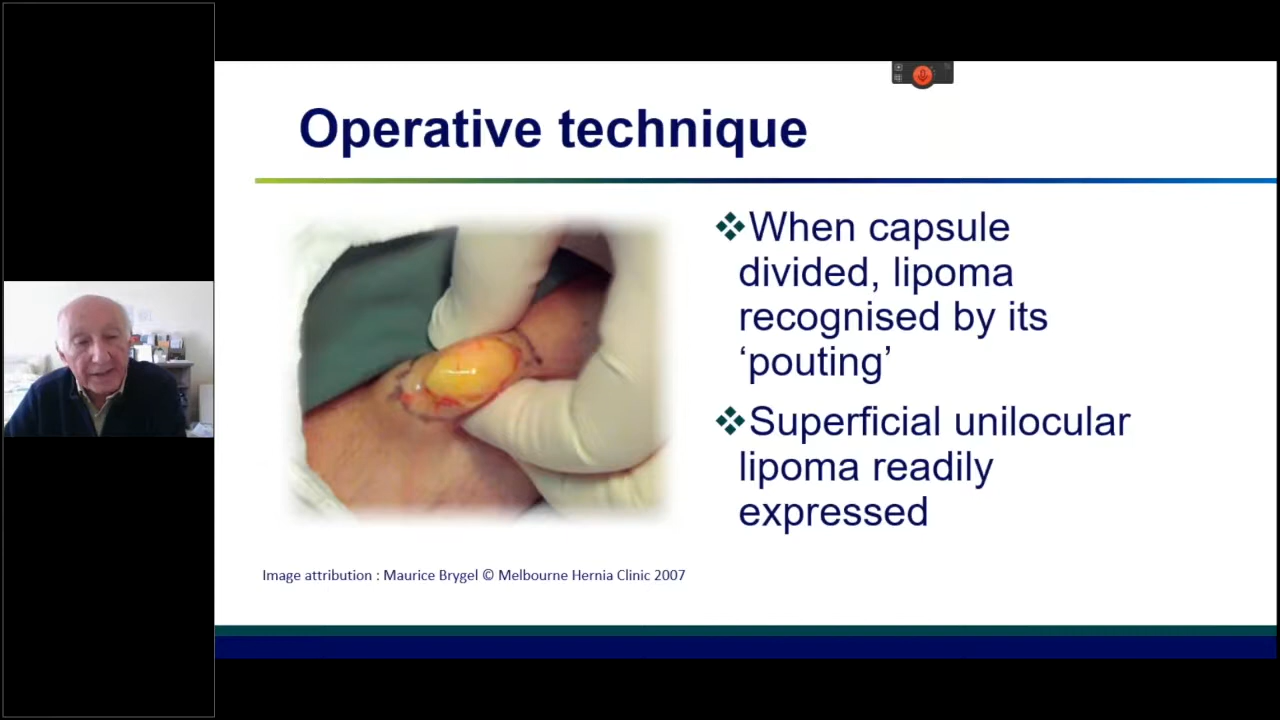 Operative technique
❖When capsule
divided, lipoma
recognised by its
‘pouting’
❖Superficial unilocular
lipoma readily
expressed
Image attribution : Maurice Brygel © Melbourne Hernia Clinic 2007